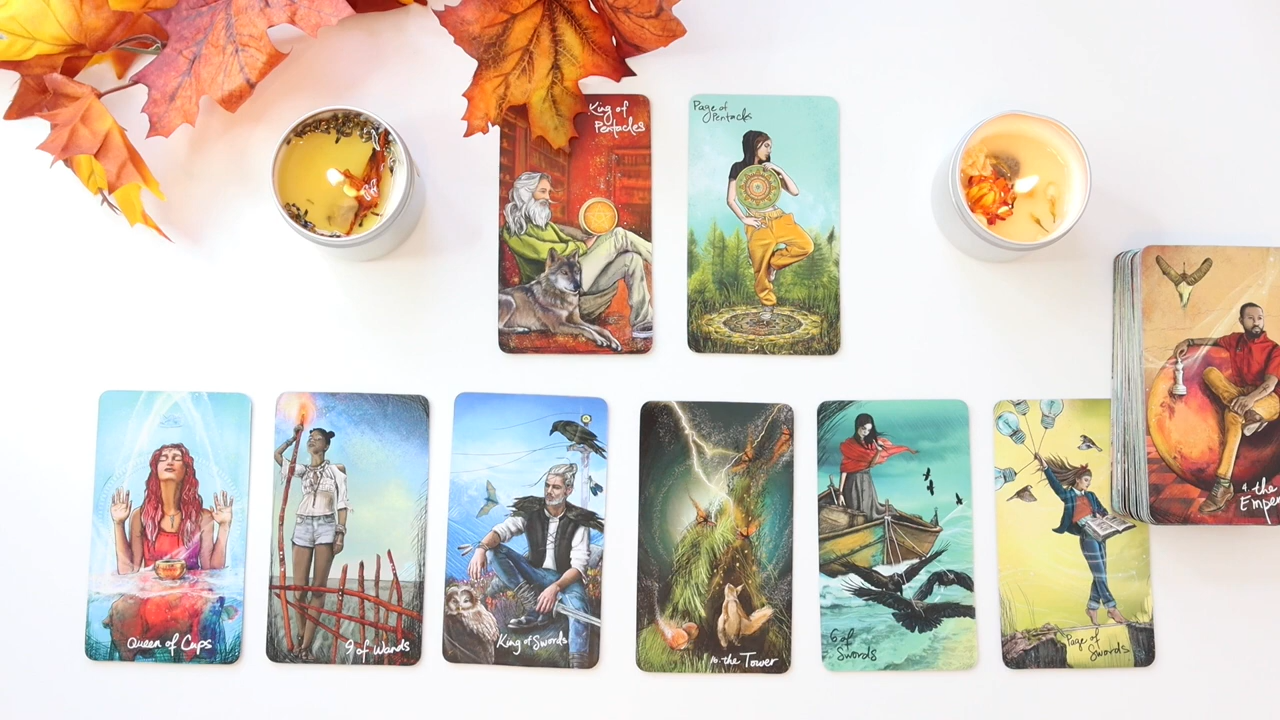 King of
Pentacles
Page of
Pentacles
Queen of Cups
9 of Wands
King of Swords
16. the Tower
6 of
Swords
Page of
Swords
4. the